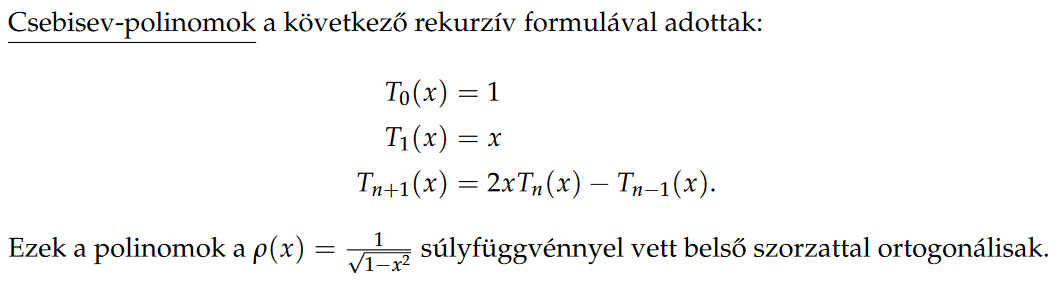 Csebisev-polinomok a következő rekurzív formulával adottak:
T₀(x) = 1
T₁(x) = x
Tₙ₊₁(x) = 2xTₙ(x) − Tₙ₋₁(x).
Ezek a polinomok a ρ(x) = 1/√(1−x²) súlyfüggvénnyel vett belső szorzattal ortogonálisak.